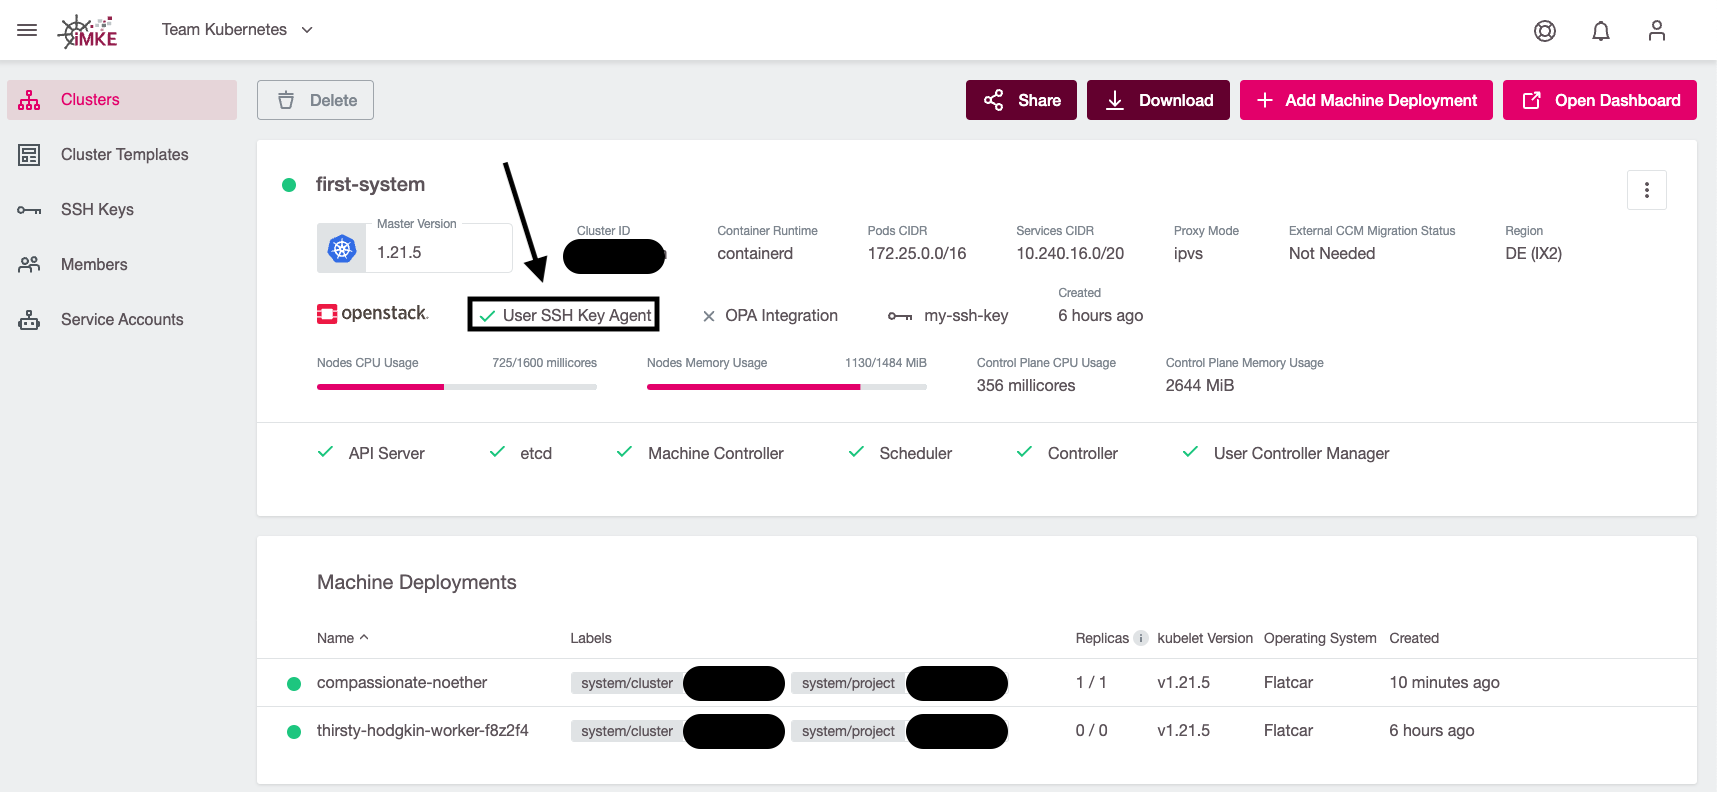 iMKE
Team Kubernetes
Clusters
Cluster Templates
SSH Keys
Members
Service Accounts
Delete
Share
Download
Add Machine Deployment
Open Dashboard
first-system
Master Version
1.21.5
Cluster ID
Container Runtime
containerd
Pods CIDR
172.25.0.0/16
Services CIDR
10.240.16.0/20
Proxy Mode
ipvs
External CCM Migration Status
Not Needed
Region
DE (IX2)
openstack.
User SSH Key Agent
OPA Integration
my-ssh-key
Created
6 hours ago
Nodes CPU Usage 725/1600 millicores
Nodes Memory Usage 1130/1484 MiB
Control Plane CPU Usage
356 millicores
Control Plane Memory Usage
2644 MiB
API Server etcd Machine Controller Scheduler Controller User Controller Manager
Machine Deployments
Name Labels Replicas i kubelet Version Operating System Created
compassionate-noether system/cluster system/project 1 / 1 v1.21.5 Flatcar 10 minutes ago
thirsty-hodgkin-worker-f8z2f4 system/cluster system/project 0 / 0 v1.21.5 Flatcar 6 hours ago